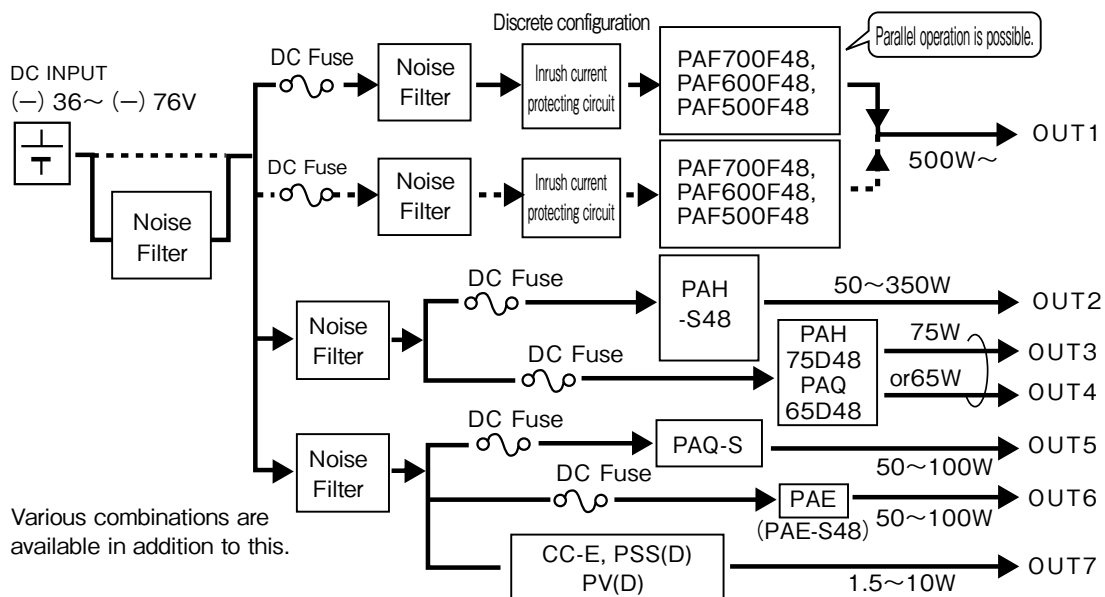 Discrete configuration
Parallel operation is possible.
DC INPUT
(−) 36～ (−) 76V
DC Fuse
Noise
Filter
Inrush current
protecting circuit
PAF700F48,
PAF600F48,
PAF500F48
OUT1
500W～
Noise
Filter
DC Fuse
Noise
Filter
Inrush current
protecting circuit
PAF700F48,
PAF600F48,
PAF500F48
Noise
Filter
DC Fuse
PAH
-S48
50～350W
OUT2
DC Fuse
PAH
75D48
PAQ
65D48
75W
OUT3
or65W
OUT4
Noise
Filter
DC Fuse
PAQ-S
50～100W
OUT5
DC Fuse
PAE
(PAE-S48)
50～100W
OUT6
CC-E, PSS(D)
PV(D)
1.5～10W
OUT7
Various combinations are
available in addition to this.